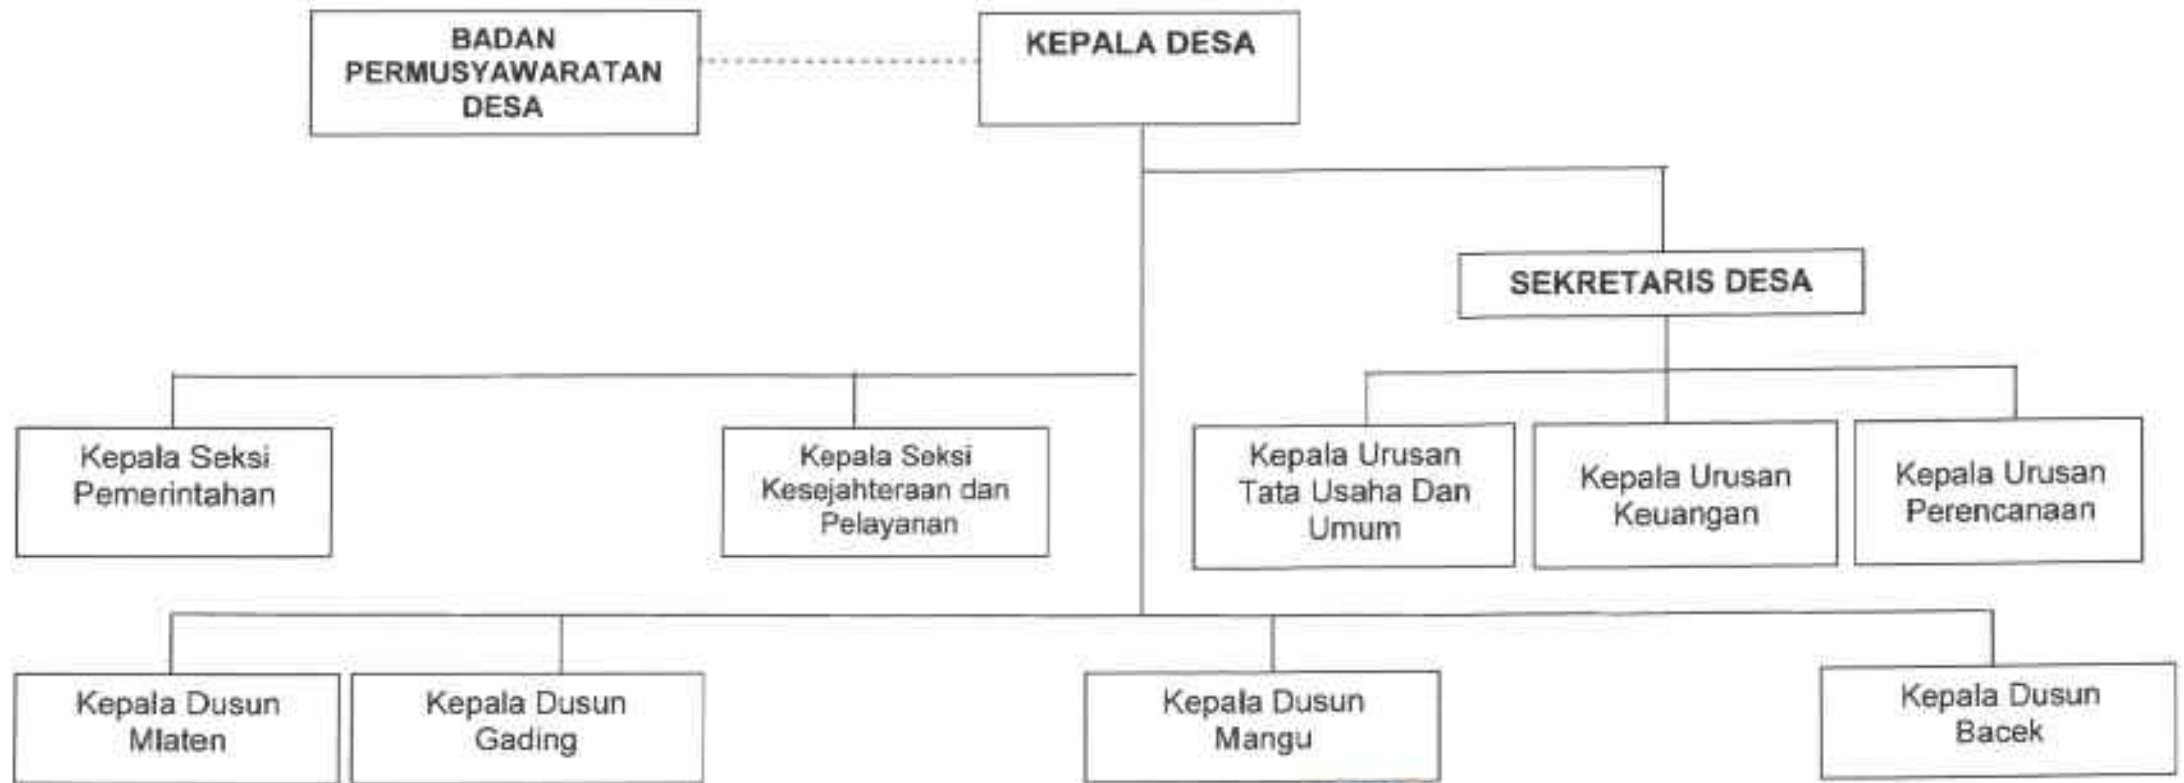 BADAN
PERMUSYAWARATAN
DESA
KEPALA DESA
SEKRETARIS DESA
Kepala Seksi
Pemerintahan
Kepala Seksi
Kesejahteraan dan
Pelayanan
Kepala Urusan
Tata Usaha Dan
Umum
Kepala Urusan
Keuangan
Kepala Urusan
Perencanaan
Kepala Dusun
Mlaten
Kepala Dusun
Gading
Kepala Dusun
Mangu
Kepala Dusun
Bacek